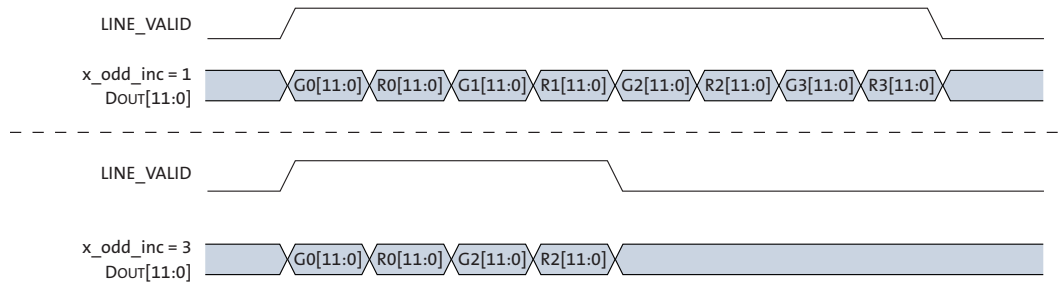 LINE_VALID
x_odd_inc = 1
DOUT[11:0]
G0[11:0] R0[11:0] G1[11:0] R1[11:0] G2[11:0] R2[11:0] G3[11:0] R3[11:0]
LINE_VALID
x_odd_inc = 3
DOUT[11:0]
G0[11:0] R0[11:0] G2[11:0] R2[11:0]